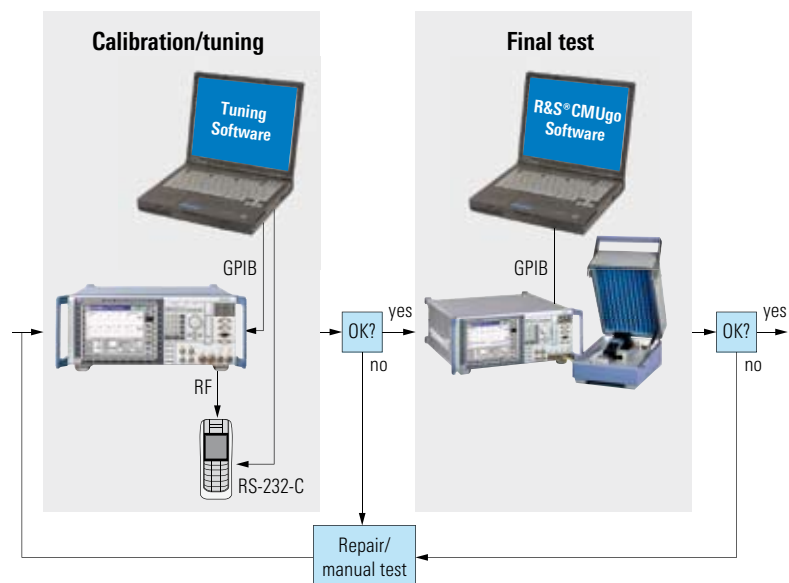 Calibration/tuning
Final test
Tuning
Software
R&S®CMUgo
Software
GPIB
GPIB
OK?
yes
no
OK?
yes
no
RF
RS-232-C
Repair/
manual test